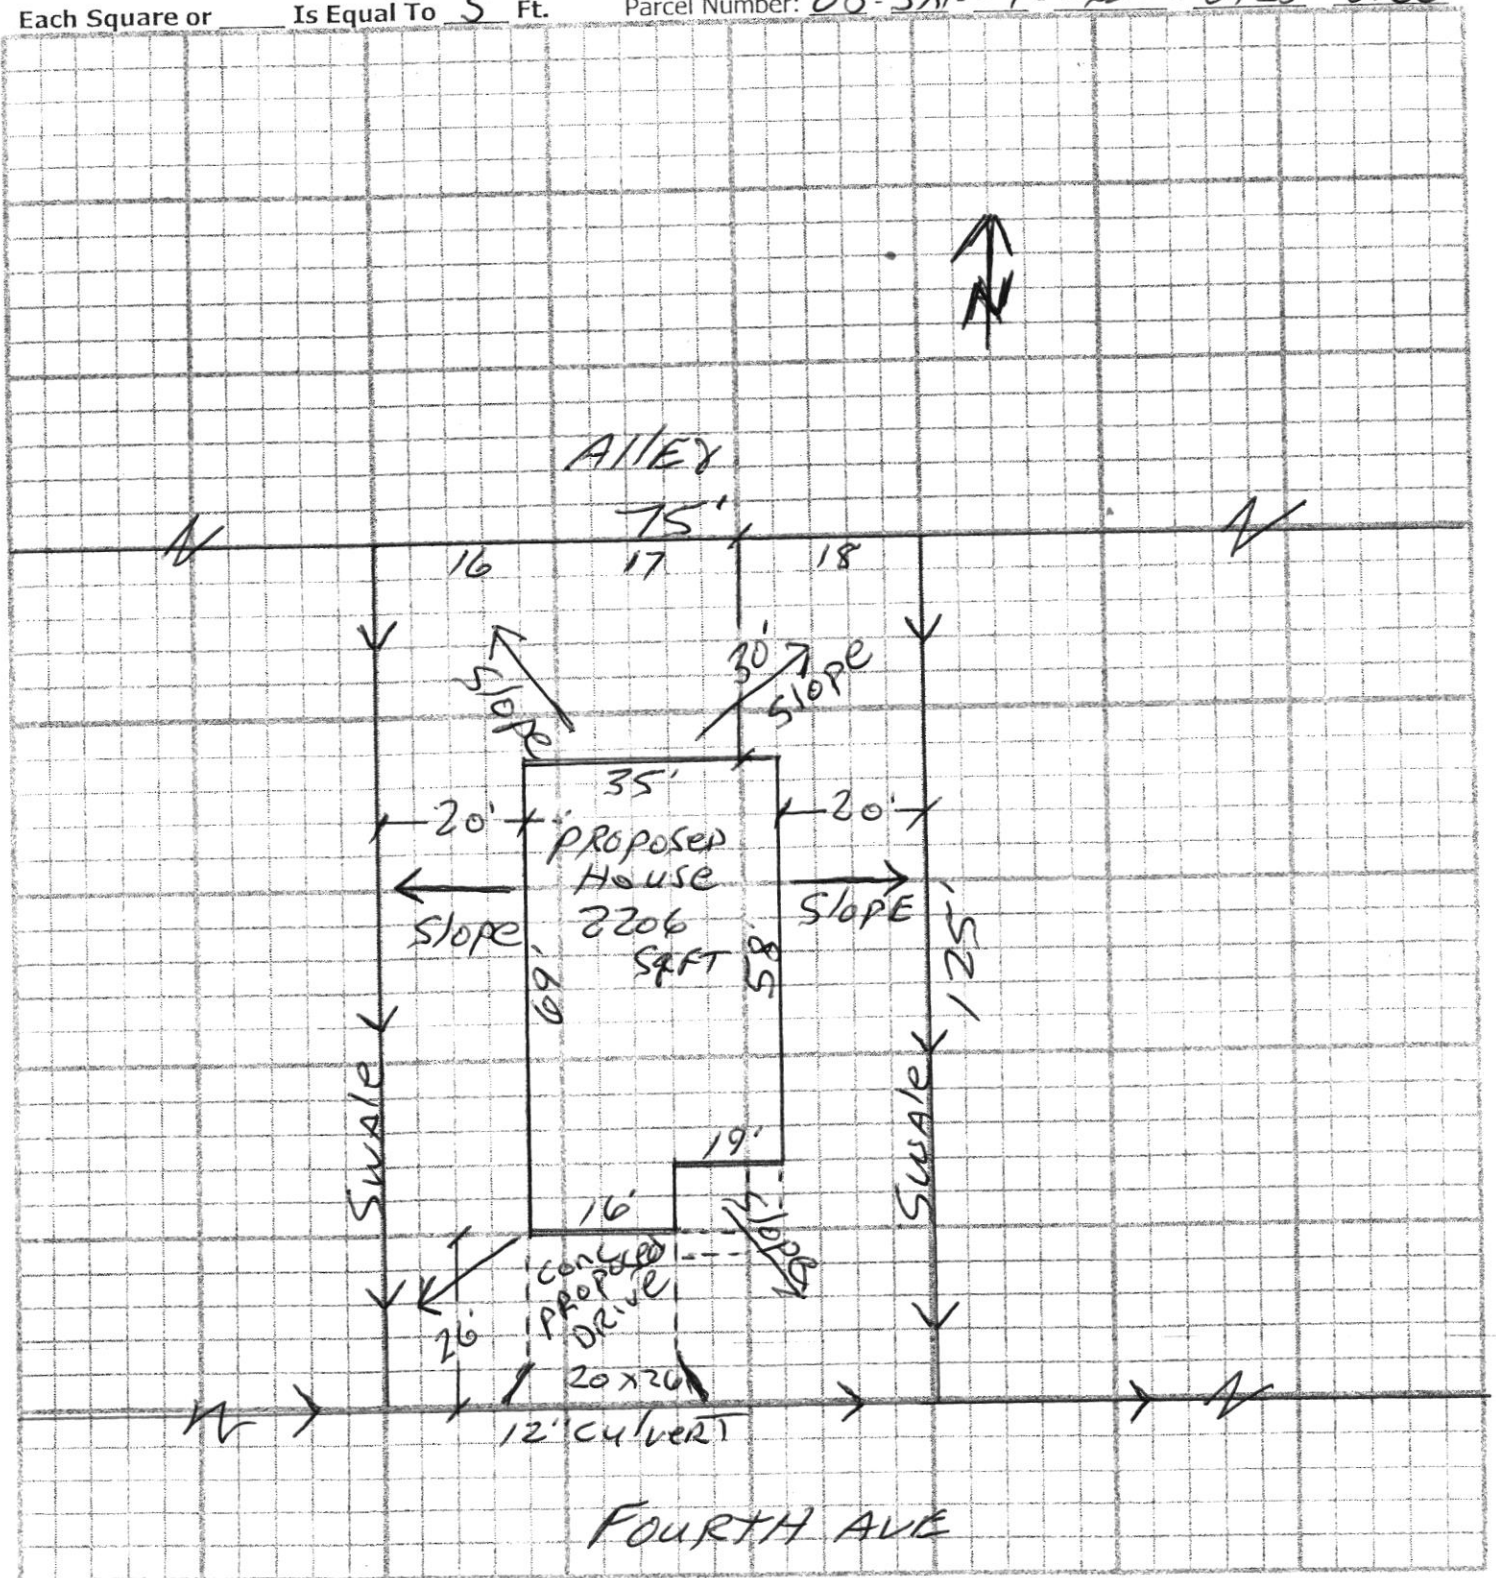 Each Square or ____ Is Equal To 5 Ft. Parcel Number:
N
AllEY
75'
16 17 18
30'
Slope
Slope
35'
20' 20'
PROPOSED
House
2206
SqFT
Slope
SlopE
69'
58'
125'
Swale
Swale
19'
16'
Slope
PROPOSED
DRIVE
26'
20x26
12" CulveRT
FOURTH AVE